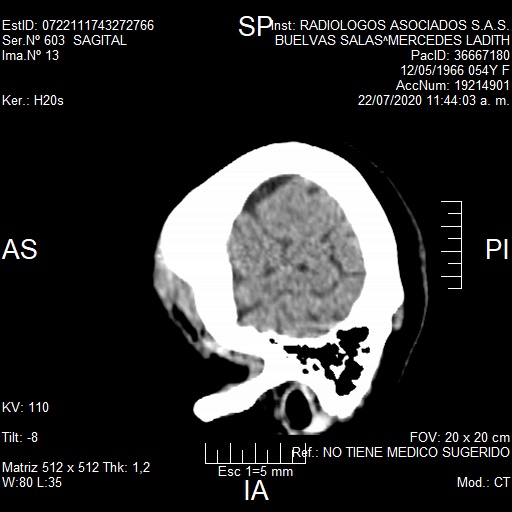 EstID: 0722111743272766
Ser.Nº 603 SAGITAL
Ima.Nº 13
Ker.: H20s
SP
Inst: RADIOLOGOS ASOCIADOS S.A.S.
BUELVAS SALAS^MERCEDES LADITH
PacID: 36667180
12/05/1966 054Y F
AccNum: 19214901
22/07/2020 11:44:03 a. m.
AS
PI
KV: 110
Tilt: -8
Matriz 512 x 512 Thk: 1,2
W:80 L:35
Esc 1=5 mm
IA
FOV: 20 x 20 cm
Ref.: NO TIENE MEDICO SUGERIDO
Mod.: CT